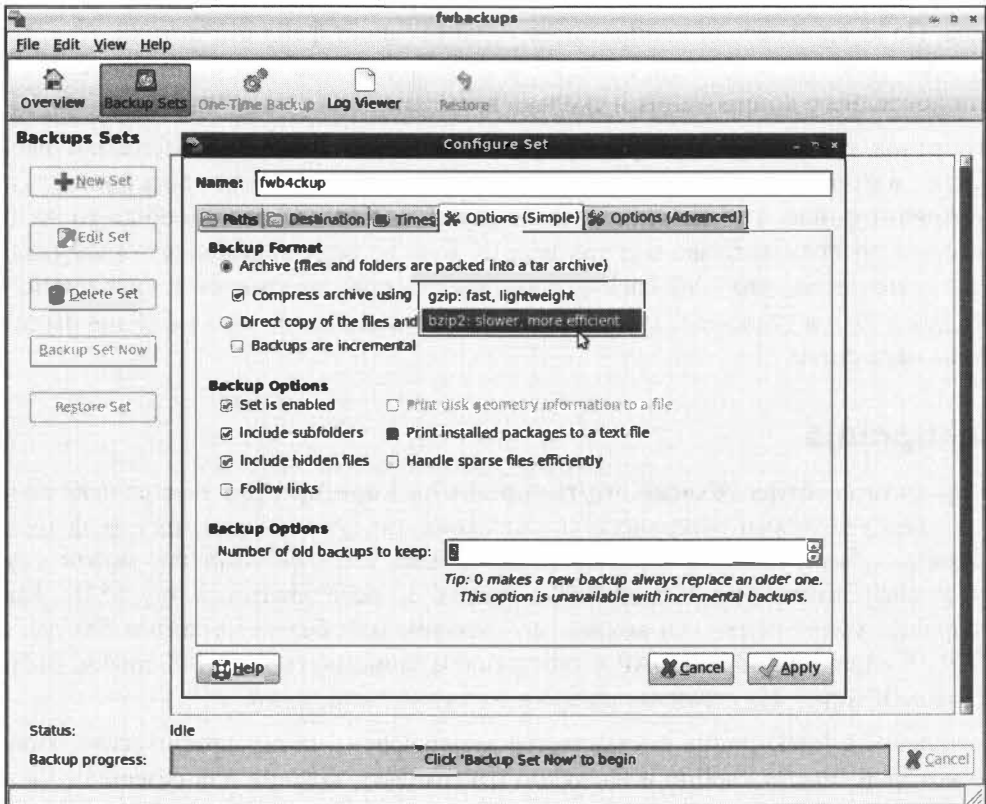 fwbackups
File Edit View Help
Overview Backup Sets One-Time Backup Log Viewer Restore
Backups Sets
New Set
Edit Set
Delete Set
Backup Set Now
Restore Set
Configure Set
Name: fwb4ckup
Paths Destination Times Options (Simple) Options (Advanced)
Backup Format
Archive (files and folders are packed into a tar archive)
Compress archive using gzip: fast, lightweight
Direct copy of the files and bzip2: slower, more efficient
Backups are incremental
Backup Options
Set is enabled Print disk geometry information to a file
Include subfolders Print installed packages to a text file
Include hidden files Handle sparse files efficiently
Follow links
Backup Options
Number of old backups to keep:
Tip: 0 makes a new backup always replace an older one.
This option is unavailable with incremental backups.
Help Cancel Apply
Status: Idle
Backup progress: Click 'Backup Set Now' to begin Cancel